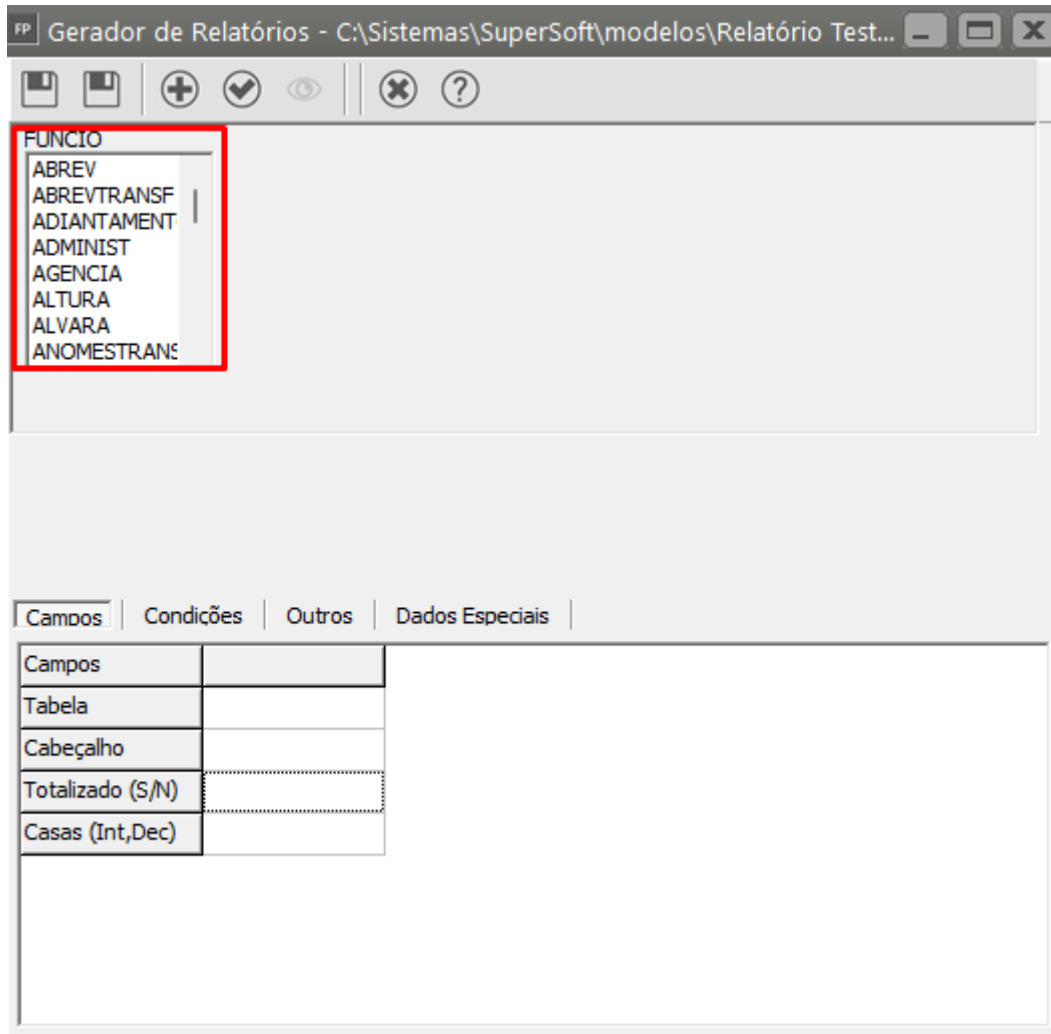 FP Gerador de Relatórios - C:\Sistemas\SuperSoft\modelos\Relatório Test...
FUNCIO
ABREV
ABREVTRANSF
ADIANTAMENT
ADMINIST
AGENCIA
ALTURA
ALVARA
ANOMESTRANS
Campos Condições Outros Dados Especiais
Campos
Tabela
Cabeçalho
Totalizado (S/N)
Casas (Int,Dec)